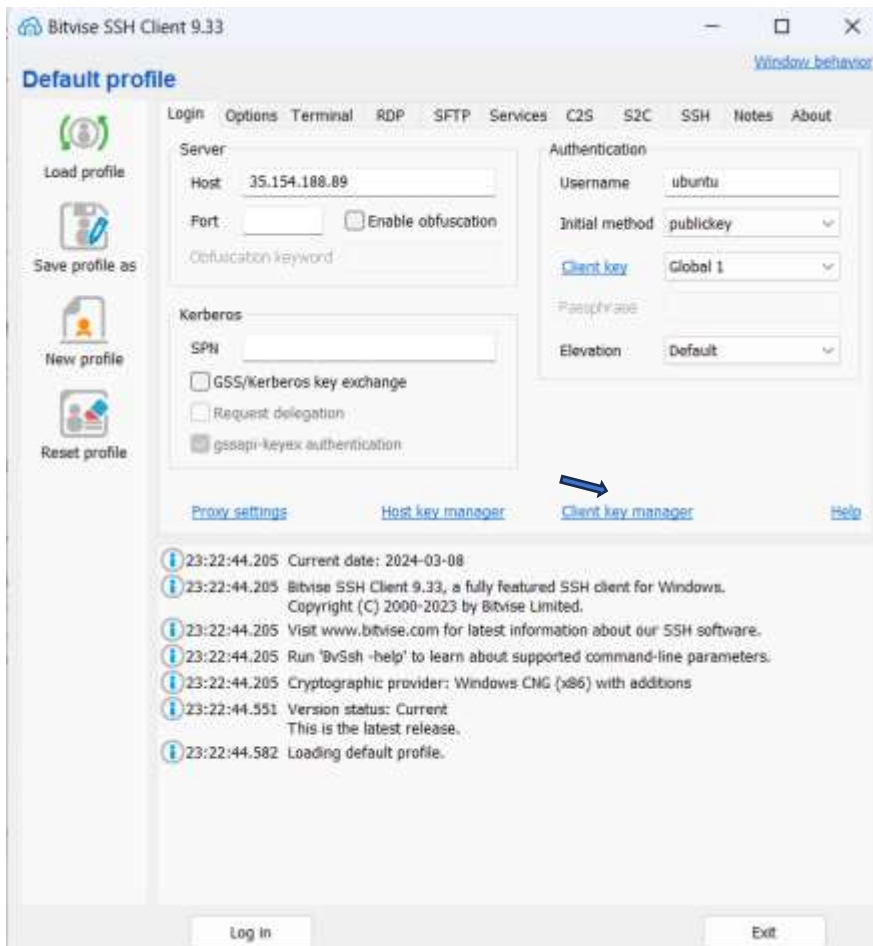 Bitvise SSH Client 9.33
Window behavior
Default profile
Load profile
Save profile as
New profile
Reset profile
Login Options Terminal RDP SFTP Services C2S S2C SSH Notes About
Server
Host 35.154.188.89
Port Enable obfuscation
Obfuscation keyword
Authentication
Username ubuntu
Initial method publickey
Client key Global 1
Passphrase
Elevation Default
Kerberos
SPN
GSS/Kerberos key exchange
Request delegation
gssapi-keyex authentication
Proxy settings Host key manager Client key manager Help
23:22:44.205 Current date: 2024-03-08
23:22:44.205 Bitvise SSH Client 9.33, a fully featured SSH client for Windows.
Copyright (C) 2000-2023 by Bitvise Limited.
23:22:44.205 Visit www.bitvise.com for latest information about our SSH software.
23:22:44.205 Run 'BvSsh -help' to learn about supported command-line parameters.
23:22:44.205 Cryptographic provider: Windows CNG (x86) with additions
23:22:44.551 Version status: Current
This is the latest release.
23:22:44.582 Loading default profile.
Log in Exit